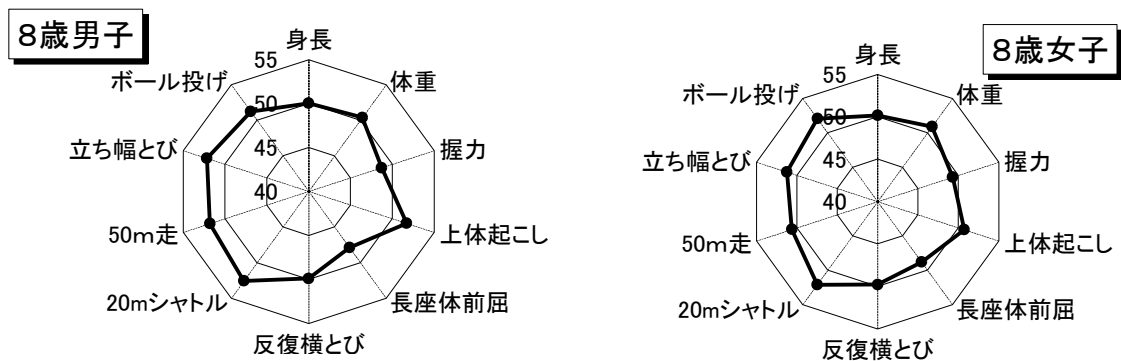 8歳男子
身長
体重
握力
上体起こし
長座体前屈
反復横とび
20mシャトル
50m走
立ち幅とび
ボール投げ
55
50
45
40
8歳女子
身長
体重
握力
上体起こし
長座体前屈
反復横とび
20mシャトル
50m走
立ち幅とび
ボール投げ
55
50
45
40